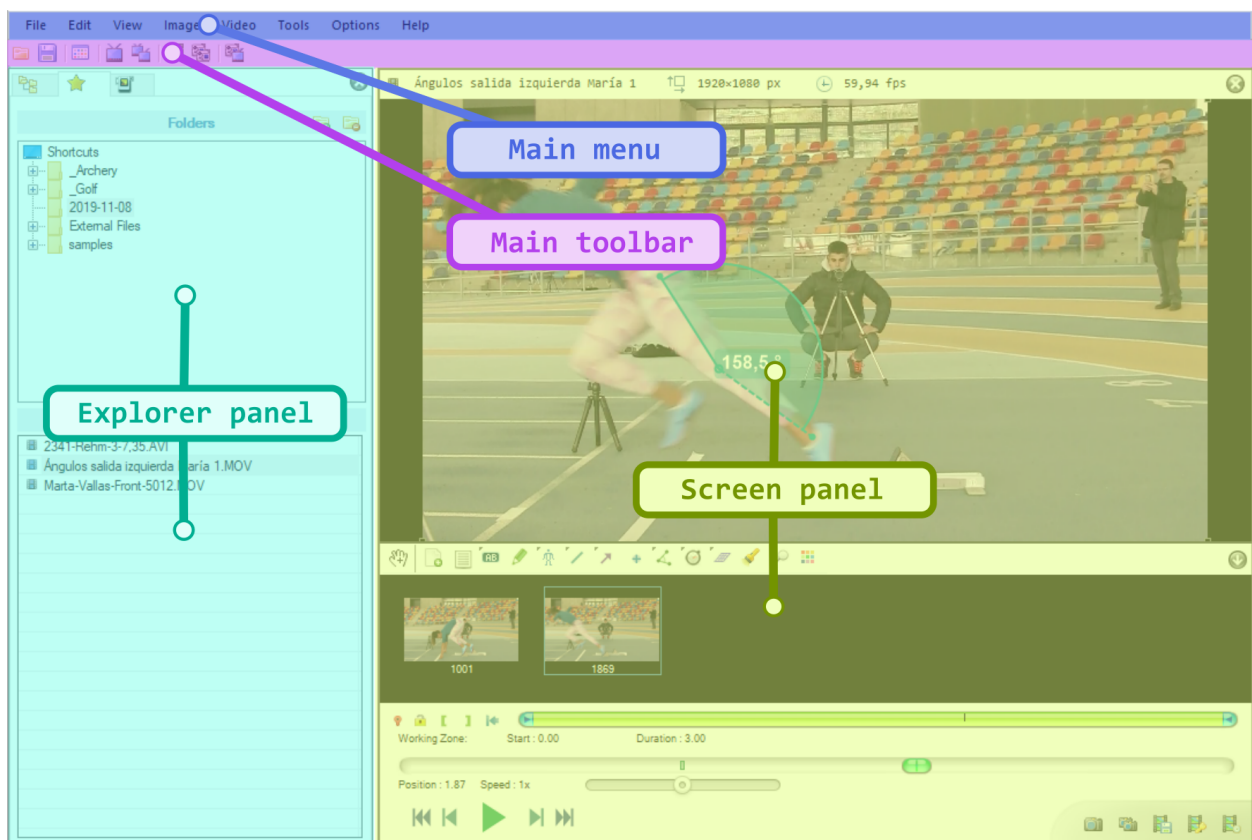 File Edit View Image Video Tools Options Help
Ángulos salida izquierda María 1 1920×1080 px 59,94 fps
Folders
Main menu
Shortcuts
_Archery
_Golf
2019-11-08
External Files
samples
Main toolbar
158,5 °
Explorer panel
2341-Rehm-3-7,35.AVI
Ángulos salida izquierda María 1.MOV
Marta-Vallas-Front-5012.MOV
Screen panel
AB
1001 1869
Working Zone: Start : 0.00 Duration : 3.00
Position : 1.87 Speed : 1x